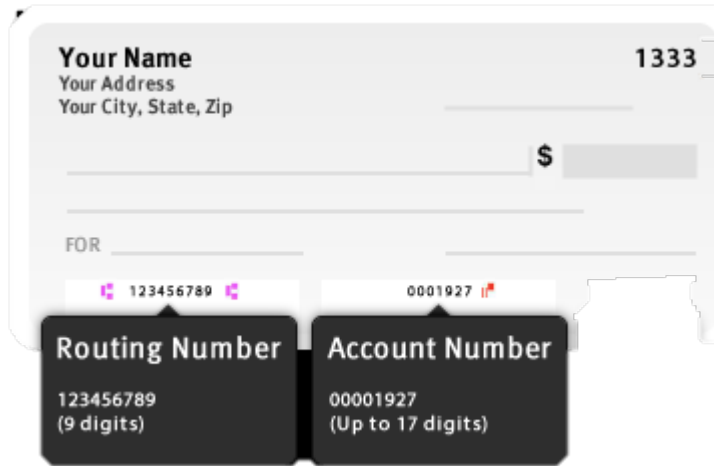 Your Name
1333
Your Address
Your City, State, Zip
$
FOR
⑆ 123456789 ⑆
0001927 ⑈
Routing Number
123456789
(9 digits)
Account Number
00001927
(Up to 17 digits)